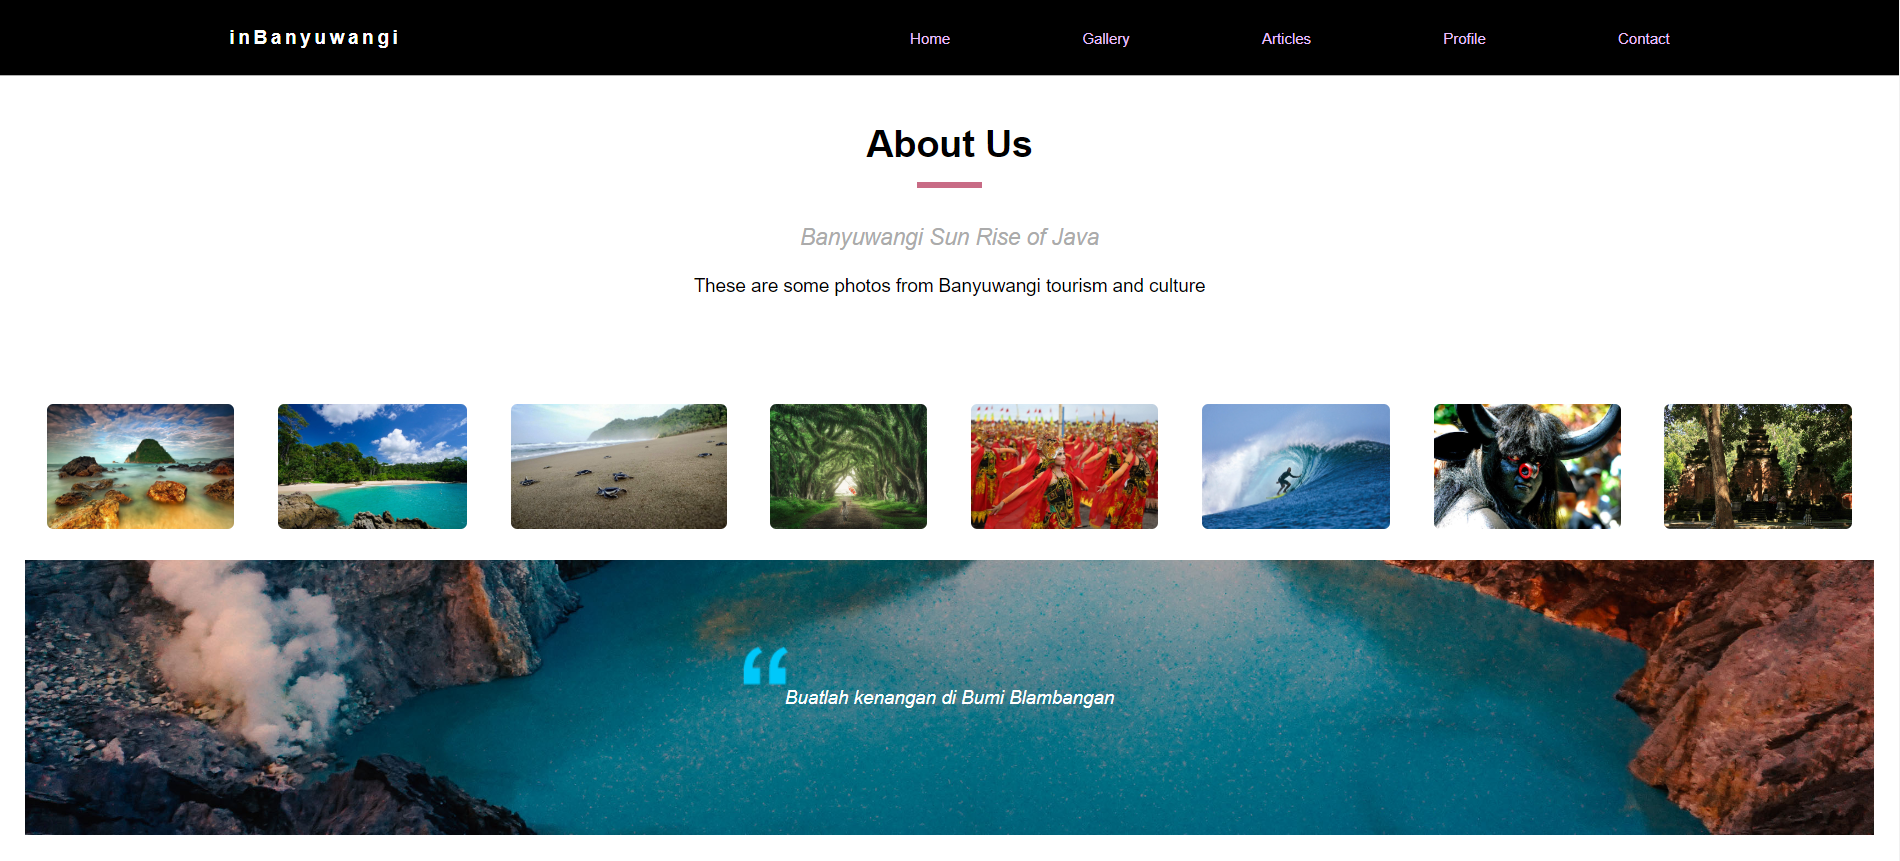 inBanyuwangi
Home
Gallery
Articles
Profile
Contact
About Us
Banyuwangi Sun Rise of Java
These are some photos from Banyuwangi tourism and culture
“
Buatlah kenangan di Bumi Blambangan